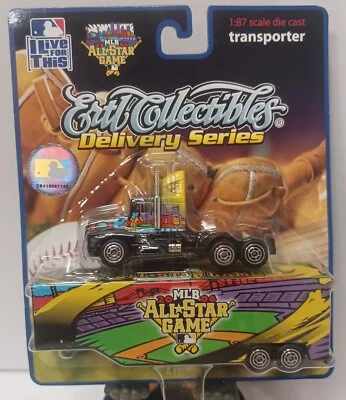 I LIVE
FOR
THIS
MLB
ALL STAR
GAME
1:87 scale die cast
transporter
Ertl Collectibles
Delivery Series
MLB
ALL STAR
GAME